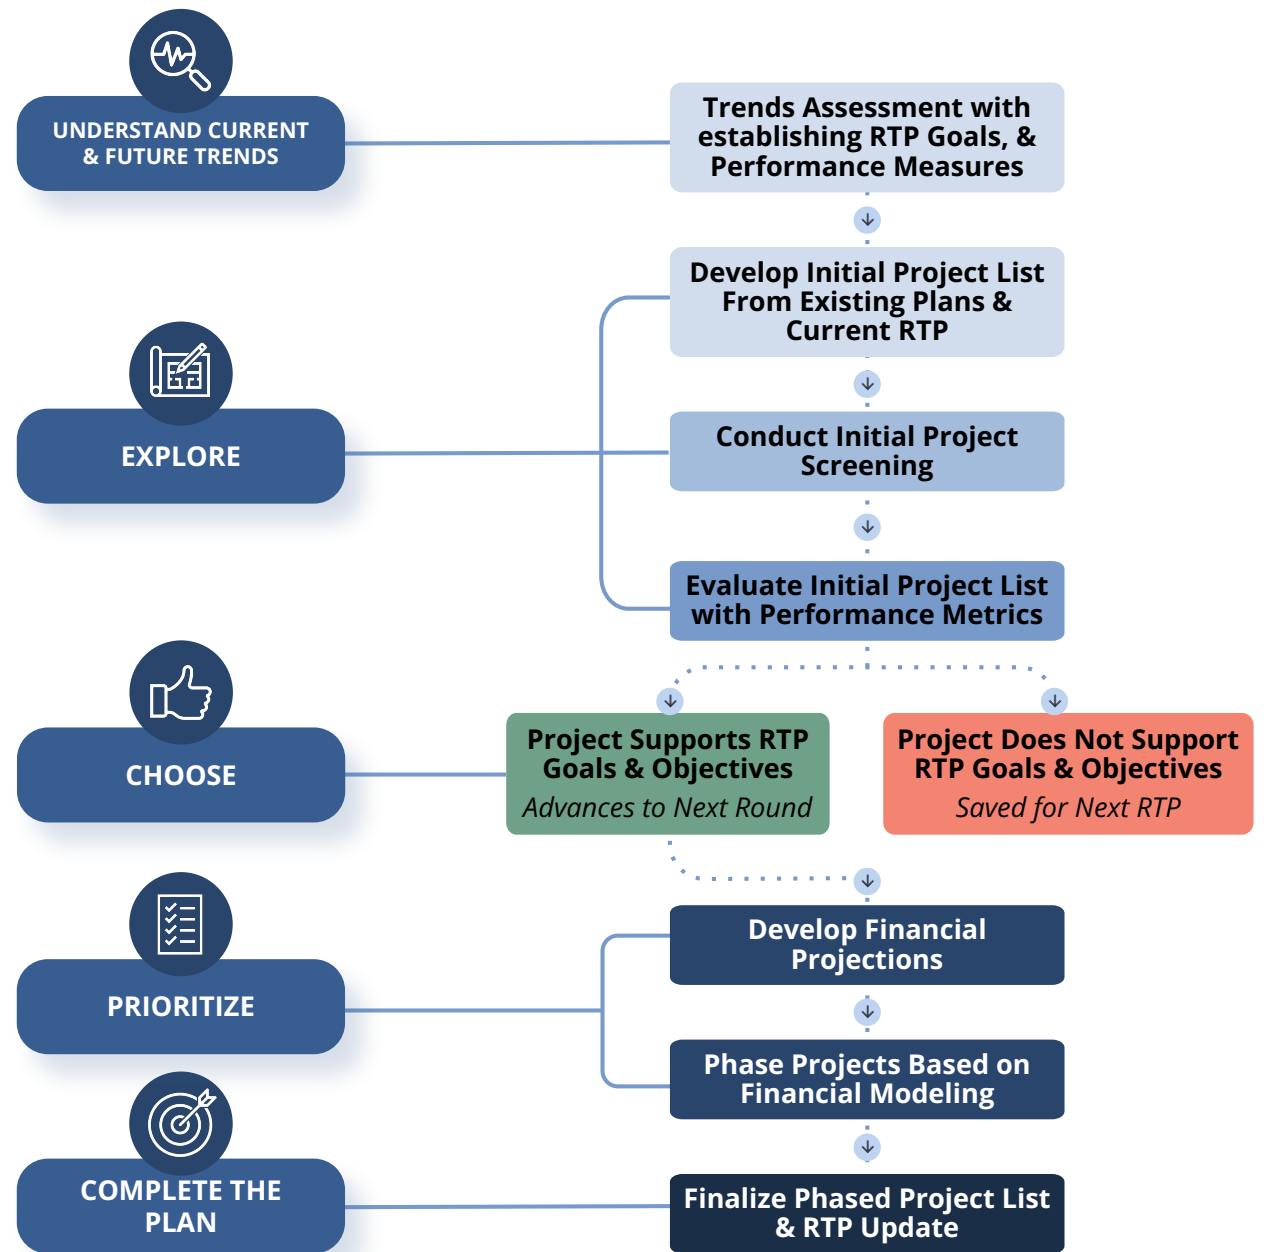 UNDERSTAND CURRENT
& FUTURE TRENDS
Trends Assessment with
establishing RTP Goals, &
Performance Measures
Develop Initial Project List
From Existing Plans &
Current RTP
EXPLORE
Conduct Initial Project
Screening
Evaluate Initial Project List
with Performance Metrics
CHOOSE
Project Supports RTP
Goals & Objectives
Advances to Next Round
Project Does Not Support
RTP Goals & Objectives
Saved for Next RTP
PRIORITIZE
Develop Financial
Projections
Phase Projects Based on
Financial Modeling
COMPLETE THE
PLAN
Finalize Phased Project List
& RTP Update